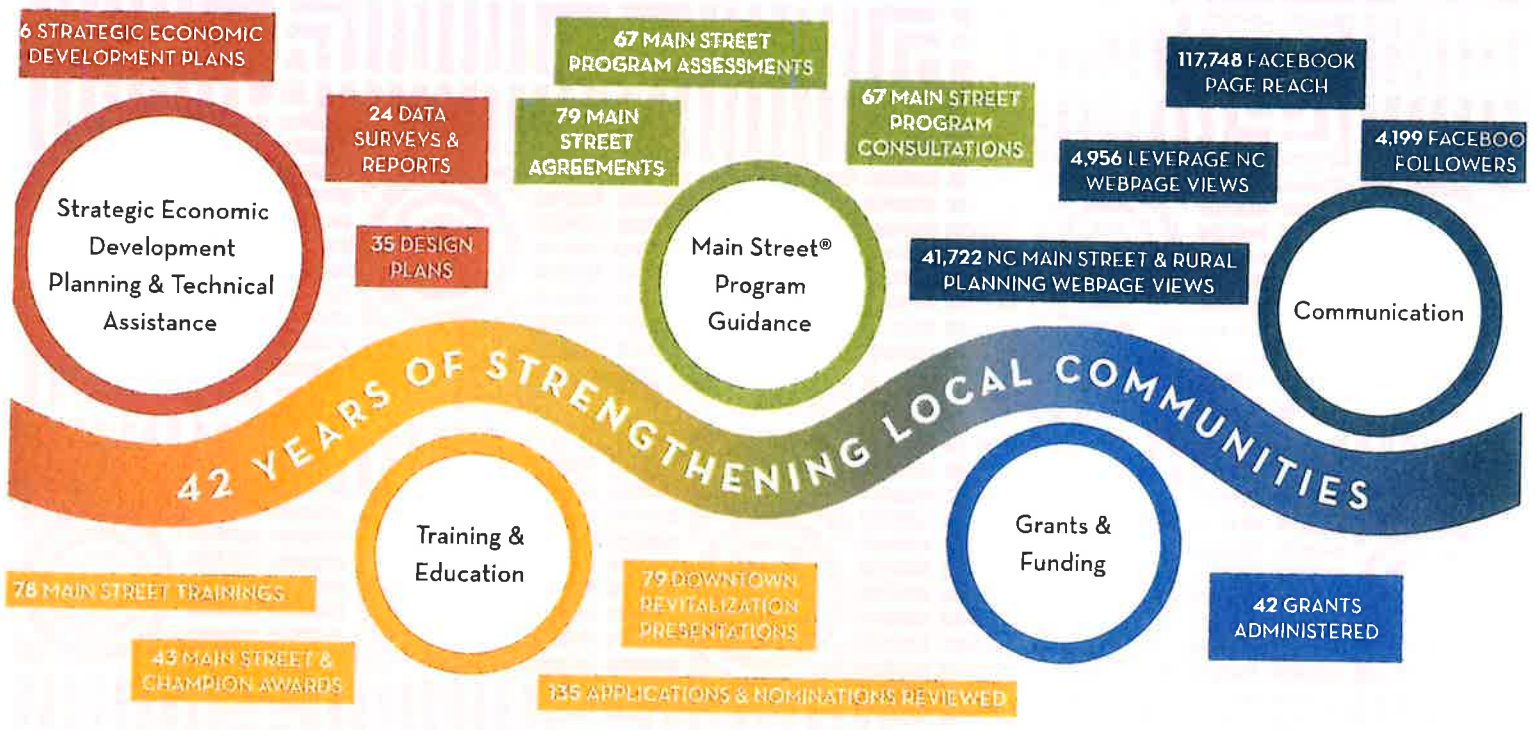 6 STRATEGIC ECONOMIC
DEVELOPMENT PLANS
24 DATA
SURVEYS &
REPORTS
35 DESIGN
PLANS
Strategic Economic
Development
Planning & Technical
Assistance
67 MAIN STREET
PROGRAM ASSESSMENTS
79 MAIN
STREET
AGREEMENTS
67 MAIN STREET
PROGRAM
CONSULTATIONS
Main Street®
Program
Guidance
117,748 FACEBOOK
PAGE REACH
4,199 FACEBOO
FOLLOWERS
4,956 LEVERAGE NC
WEBPAGE VIEWS
41,722 NC MAIN STREET & RURAL
PLANNING WEBPAGE VIEWS
Communication
42 YEARS OF STRENGTHENING LOCAL COMMUNITIES
Training &
Education
78 MAIN STREET TRAININGS
43 MAIN STREET &
CHAMPION AWARDS
79 DOWNTOWN
REVITALIZATION
PRESENTATIONS
135 APPLICATIONS & NOMINATIONS REVIEWED
Grants &
Funding
42 GRANTS
ADMINISTERED